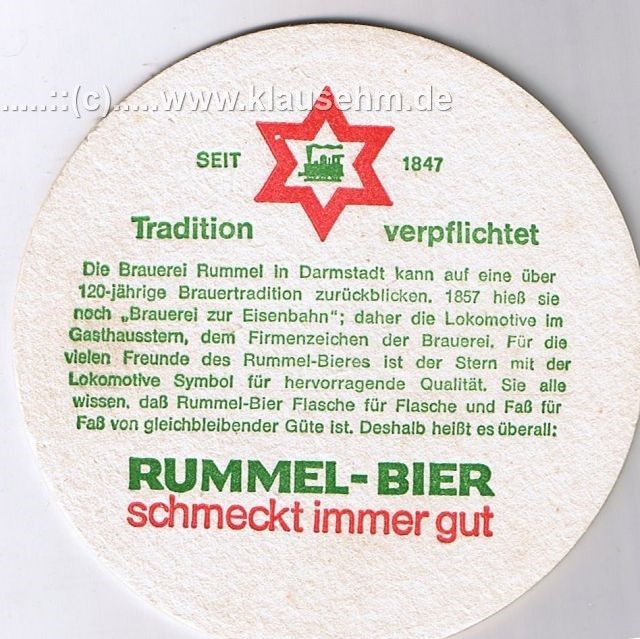 .....::(c).....www.klausehm.de
SEIT 1847
Tradition verpflichtet
Die Brauerei Rummel in Darmstadt kann auf eine über
120-jährige Brauertradition zurückblicken. 1857 hieß sie
noch „Brauerei zur Eisenbahn“; daher die Lokomotive im
Gasthausstern, dem Firmenzeichen der Brauerei. Für die
vielen Freunde des Rummel-Bieres ist der Stern mit der
Lokomotive Symbol für hervorragende Qualität. Sie alle
wissen, daß Rummel-Bier Flasche für Flasche und Faß für
Faß von gleichbleibender Güte ist. Deshalb heißt es überall:
RUMMEL-BIER
schmeckt immer gut